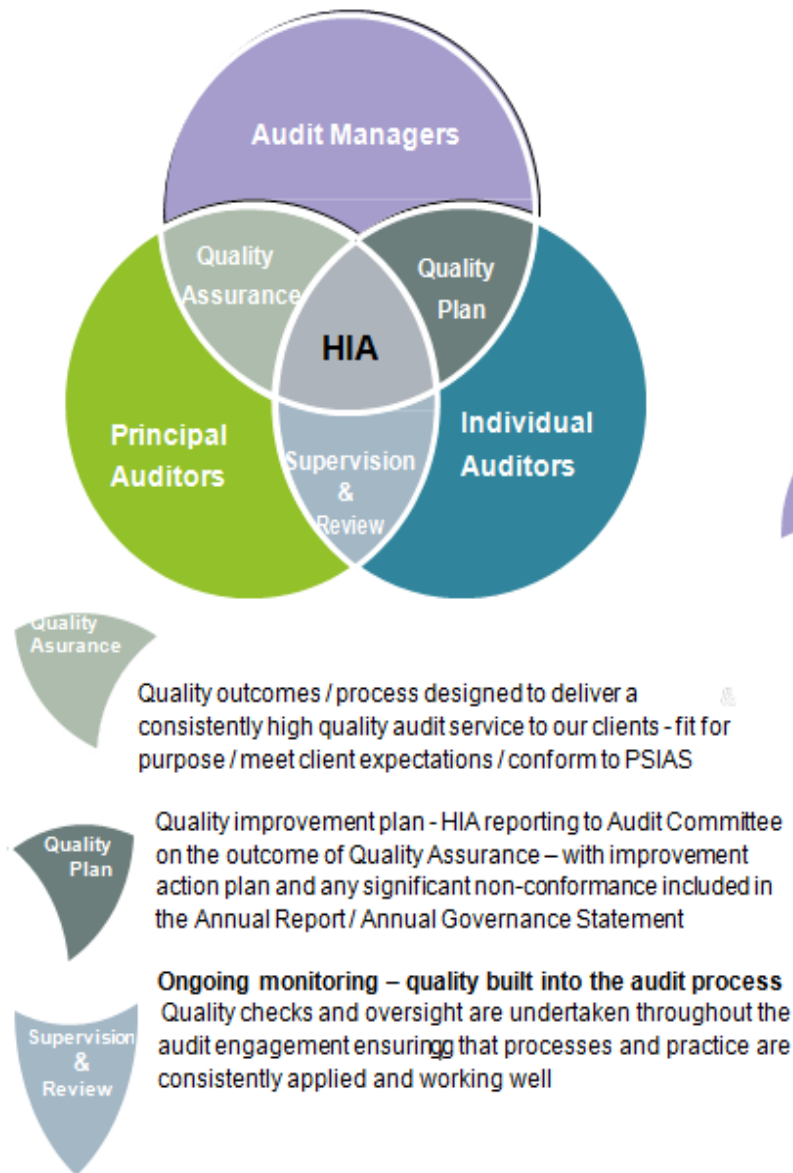 Audit Managers
Quality
Assurance
Quality
Plan
HIA
Principal
Auditors
Individual
Auditors
Supervision
&
Review
Quality
Asurance
Quality outcomes / process designed to deliver a
consistently high quality audit service to our clients - fit for
purpose / meet client expectations / conform to PSIAS
&
Quality
Plan
Quality improvement plan - HIA reporting to Audit Committee
on the outcome of Quality Assurance – with improvement
action plan and any significant non-conformance included in
the Annual Report / Annual Governance Statement
Supervision
&
Review
Ongoing monitoring – quality built into the audit process
Quality checks and oversight are undertaken throughout the
audit engagement ensuringg that processes and practice are
consistently applied and working well